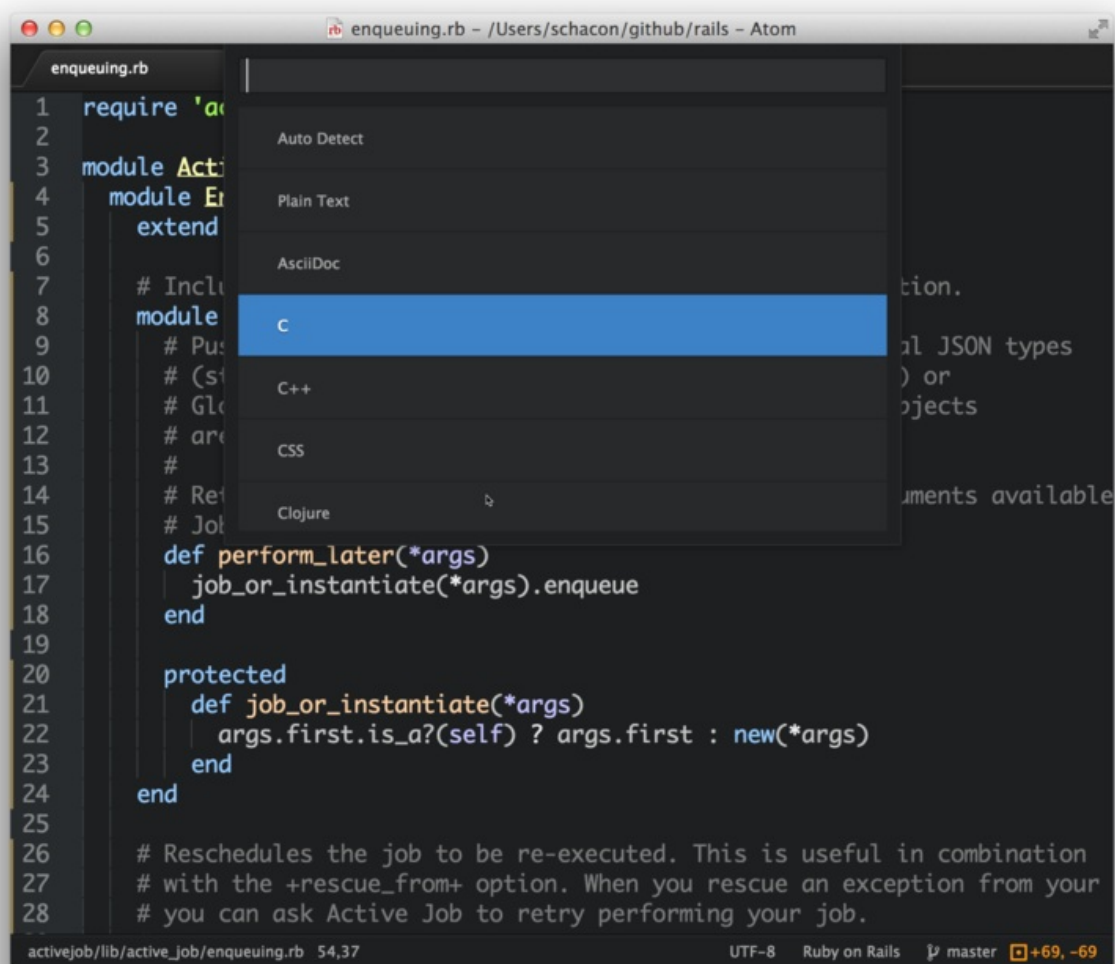 enqueuing.rb – /Users/schacon/github/rails – Atom
enqueuing.rb
Auto Detect
Plain Text
AsciiDoc
C
C++
CSS
Clojure
1 require 'a
2
3 module Acti
4 module E
5 extend
6
7 # Incl tion.
8 module
9 # Pus al JSON types
10 # (st ) or
11 # Glo bjects
12 # are
13 #
14 # Ret uments available
15 # Job
16 def perform_later(*args)
17 job_or_instantiate(*args).enqueue
18 end
19
20 protected
21 def job_or_instantiate(*args)
22 args.first.is_a?(self) ? args.first : new(*args)
23 end
24 end
25
26 # Reschedules the job to be re-executed. This is useful in combination
27 # with the +rescue_from+ option. When you rescue an exception from your
28 # you can ask Active Job to retry performing your job.
activejob/lib/active_job/enqueuing.rb 54,37 UTF-8 Ruby on Rails master +69, -69